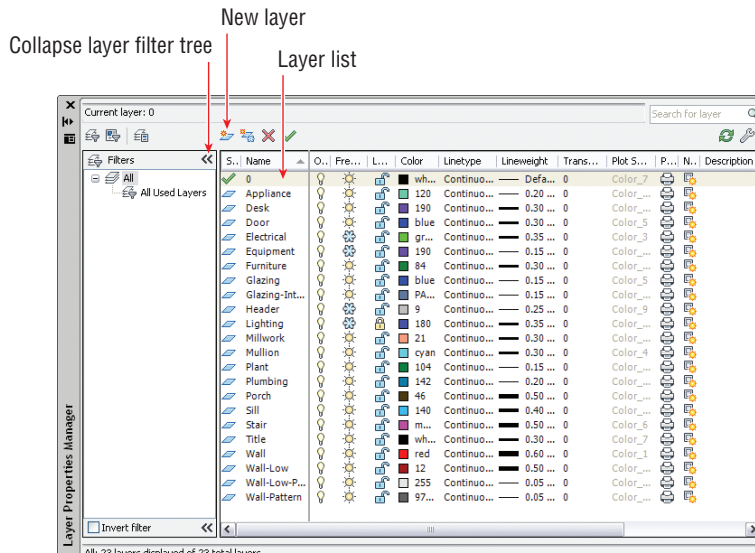 New layer
Collapse layer filter tree
Layer list
Current layer: 0
Search for layer
Filters
S.. Name O.. Fre... L... Color Linetype Lineweight Trans... Plot S... P... N.. Description
All
All Used Layers
0 wh... Continuo... Defa... 0 Color_7
Appliance 120 Continuo... 0.20 ... 0 Color_...
Desk 190 Continuo... 0.30 ... 0 Color_...
Door blue Continuo... 0.30 ... 0 Color_5
Electrical gr... Continuo... 0.35 ... 0 Color_3
Equipment 190 Continuo... 0.15 ... 0 Color_...
Furniture 84 Continuo... 0.30 ... 0 Color_...
Glazing blue Continuo... 0.15 ... 0 Color_5
Glazing-Int... PA... Continuo... 0.15 ... 0 Color_...
Header 9 Continuo... 0.25 ... 0 Color_9
Lighting 180 Continuo... 0.35 ... 0 Color_...
Millwork 21 Continuo... 0.30 ... 0 Color_...
Mullion cyan Continuo... 0.30 ... 0 Color_4
Plant 104 Continuo... 0.15 ... 0 Color_...
Plumbing 142 Continuo... 0.20 ... 0 Color_...
Porch 46 Continuo... 0.50 ... 0 Color_...
Sill 140 Continuo... 0.40 ... 0 Color_...
Stair m... Continuo... 0.50 ... 0 Color_6
Title wh... Continuo... 0.30 ... 0 Color_7
Wall red Continuo... 0.60 ... 0 Color_1
Wall-Low 12 Continuo... 0.50 ... 0 Color_...
Wall-Low-P... 255 Continuo... 0.05 ... 0 Color_...
Wall-Pattern 97... Continuo... 0.05 ... 0 Color_...
Layer Properties Manager
Invert filter
All: 23 layers displayed of 23 total layers